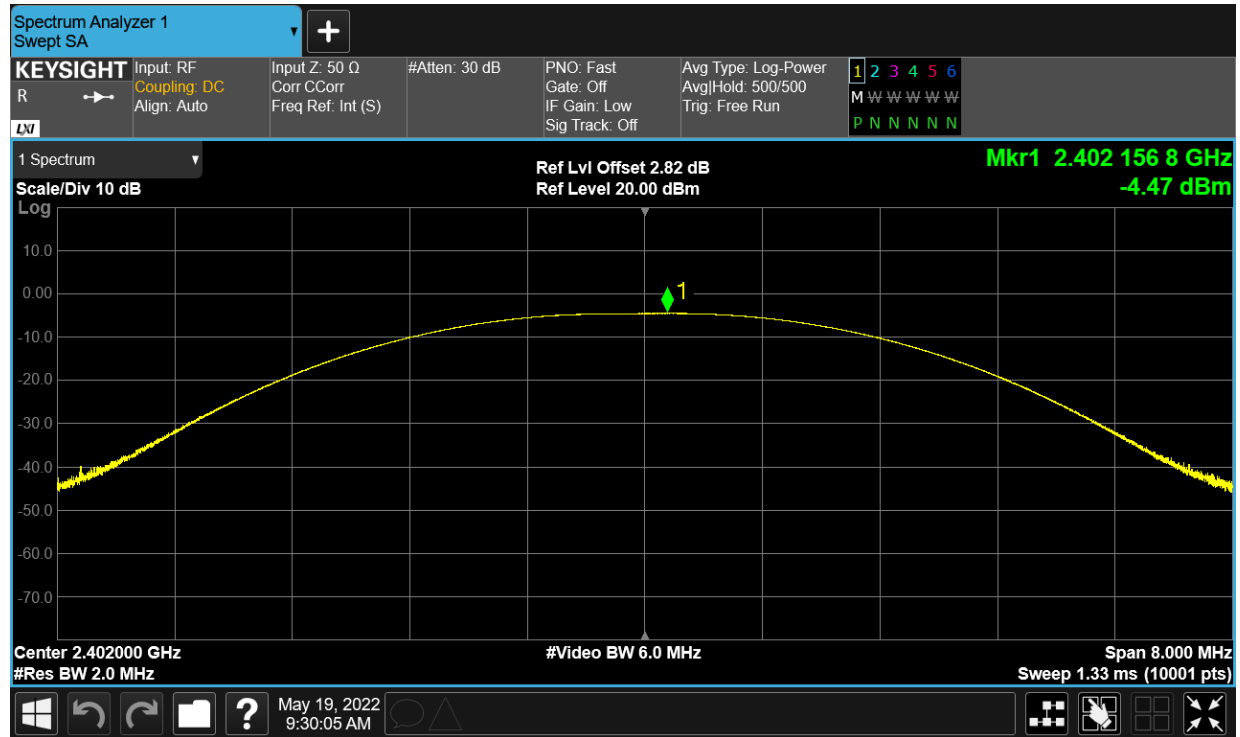 Spectrum Analyzer 1
Swept SA
+
KEYSIGHT Input: RF Input Z: 50 Ω #Atten: 30 dB PNO: Fast Avg Type: Log-Power 1 2 3 4 5 6
R Coupling: DC Corr CCorr Gate: Off Avg|Hold: 500/500 M W W W W W
Align: Auto Freq Ref: Int (S) IF Gain: Low Trig: Free Run
LXI Sig Track: Off P N N N N N
1 Spectrum
Ref Lvl Offset 2.82 dB Mkr1 2.402 156 8 GHz
Scale/Div 10 dB Ref Level 20.00 dBm -4.47 dBm
Log
10.0
0.00
1
-10.0
-20.0
-30.0
-40.0
-50.0
-60.0
-70.0
Center 2.402000 GHz #Video BW 6.0 MHz Span 8.000 MHz
#Res BW 2.0 MHz Sweep 1.33 ms (10001 pts)
? May 19, 2022
9:30:05 AM